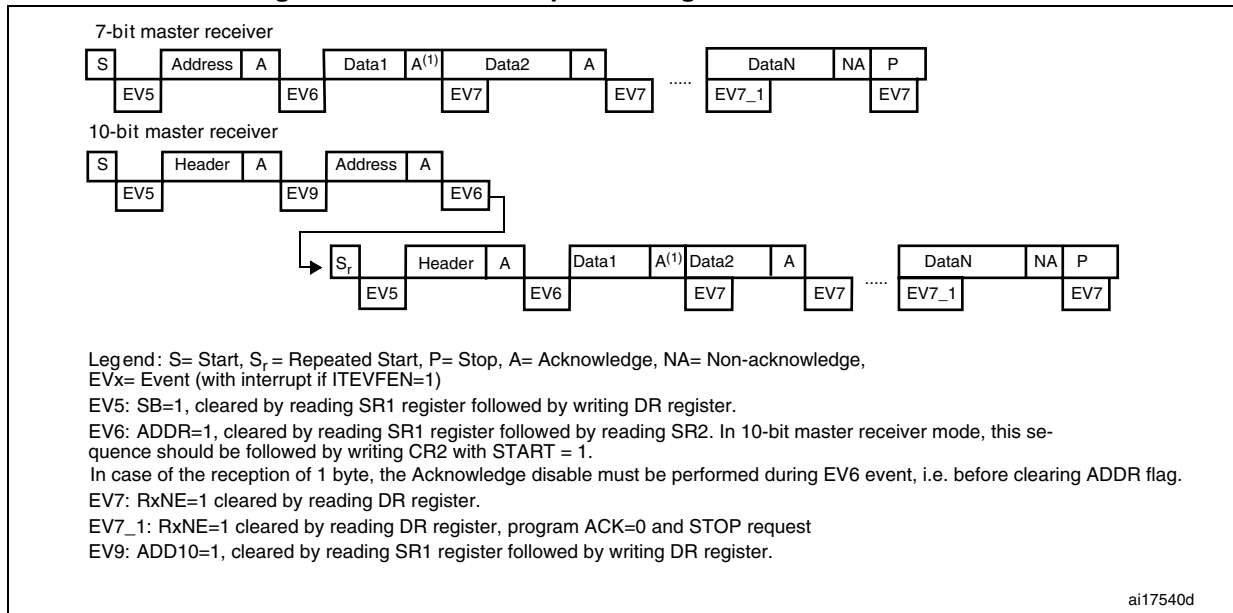 7-bit master receiver
S Address A Data1 A(1) Data2 A ..... DataN NA P
EV5 EV6 EV7 EV7 EV7_1 EV7
10-bit master receiver
S Header A Address A
EV5 EV9 EV6
Sr Header A Data1 A(1) Data2 A ..... DataN NA P
EV5 EV6 EV7 EV7 EV7_1 EV7
Legend: S= Start, Sr = Repeated Start, P= Stop, A= Acknowledge, NA= Non-acknowledge,
EVx= Event (with interrupt if ITEVFEN=1)
EV5: SB=1, cleared by reading SR1 register followed by writing DR register.
EV6: ADDR=1, cleared by reading SR1 register followed by reading SR2. In 10-bit master receiver mode, this se-
quence should be followed by writing CR2 with START = 1.
In case of the reception of 1 byte, the Acknowledge disable must be performed during EV6 event, i.e. before clearing ADDR flag.
EV7: RxNE=1 cleared by reading DR register.
EV7_1: RxNE=1 cleared by reading DR register, program ACK=0 and STOP request
EV9: ADD10=1, cleared by reading SR1 register followed by writing DR register.
ai17540d